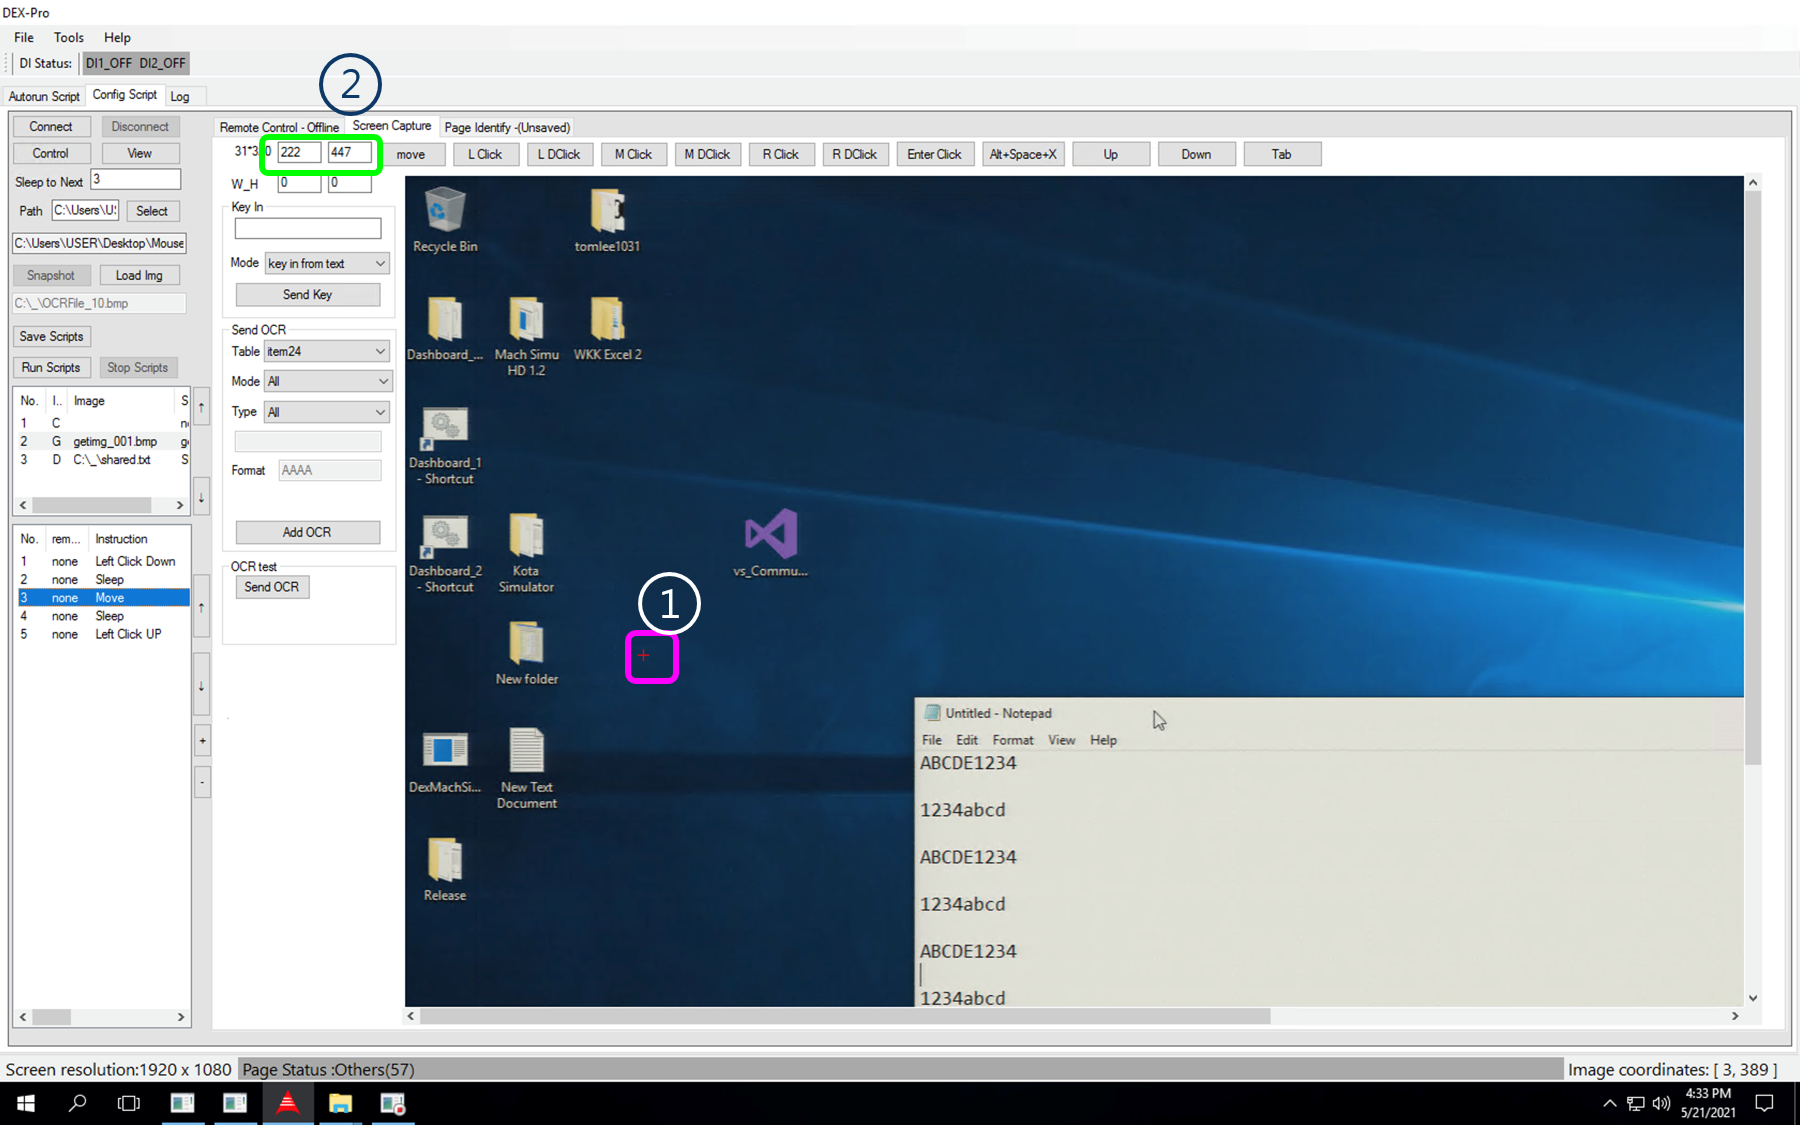 DEX-Pro
File Tools Help
DI Status: DI1_OFF DI2_OFF
2
Autorun Script Config Script Log
Connect Disconnect
Control View
Sleep to Next 3
Path C:\Users\U Select
C:\Users\USER\Desktop\Mouse
Snapshot Load Img
C:\_\OCRFile_10.bmp
Save Scripts
Run Scripts Stop Scripts
No. I.. Image S
1 C
2 G getimg_001.bmp
3 D C:\_\shared.txt S
No. rem... Instruction
1 none Left Click Down
2 none Sleep
3 none Move
4 none Sleep
5 none Left Click UP
+
-
Remote Control - Offline Screen Capture Page Identify -(Unsaved)
222 447 move L Click L DClick M Click M DClick R Click R DClick Enter Click Alt+Space+X Up Down Tab
W_H 0 0
Key In
Mode key in from text
Send Key
Send OCR
Table item24
Mode All
Type All
Format AAAA
Add OCR
OCR test
Send OCR
Recycle Bin tomlee1031
Dashboard_... Mach Simu HD 1.2 WKK Excel 2
Dashboard_1 - Shortcut
Dashboard_2 - Shortcut Kota Simulator vs_Commu...
1
New folder
DexMachSi... New Text Document
Release
Untitled - Notepad
File Edit Format View Help
ABCDE1234
1234abcd
ABCDE1234
1234abcd
ABCDE1234
1234abcd
Screen resolution:1920 x 1080 Page Status :Others(57) Image coordinates: [ 3, 389 ]
4:33 PM
5/21/2021